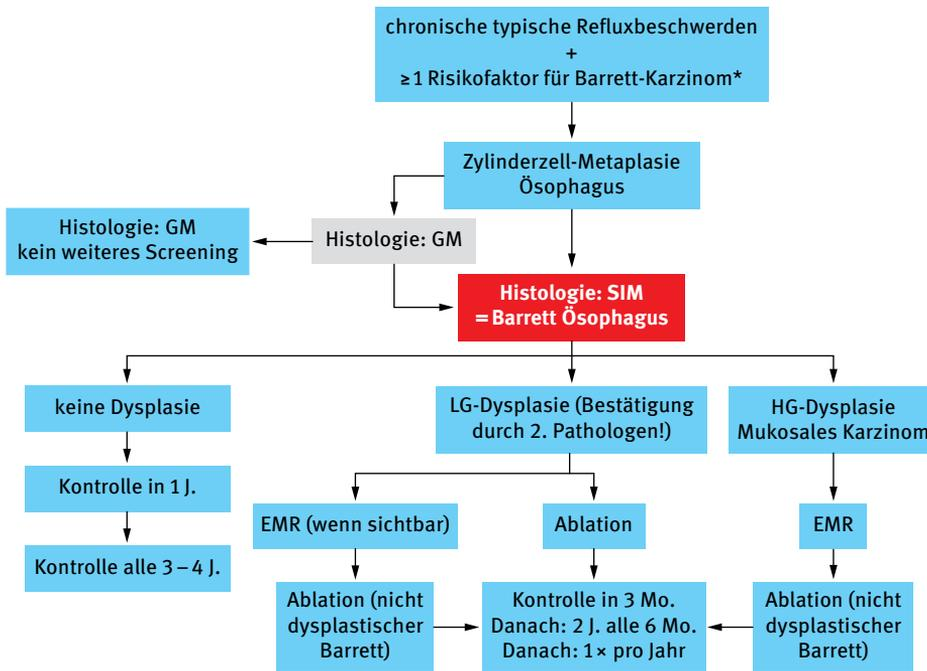 chronische typische Refluxbeschwerden
+
≥1 Risikofaktor für Barrett-Karzinom*
Zylinderzell-Metaplasie
Ösophagus
Histologie: GM
kein weiteres Screening
Histologie: GM
Histologie: SIM
= Barrett Ösophagus
keine Dysplasie
LG-Dysplasie (Bestätigung
durch 2. Pathologen!)
HG-Dysplasie
Mukosales Karzinom
Kontrolle in 1 J.
EMR (wenn sichtbar)
Ablation
EMR
Kontrolle alle 3 – 4 J.
Ablation (nicht
dysplastischer
Barrett)
Kontrolle in 3 Mo.
Danach: 2 J. alle 6 Mo.
Danach: 1 × pro Jahr
Ablation (nicht
dysplastischer
Barrett)